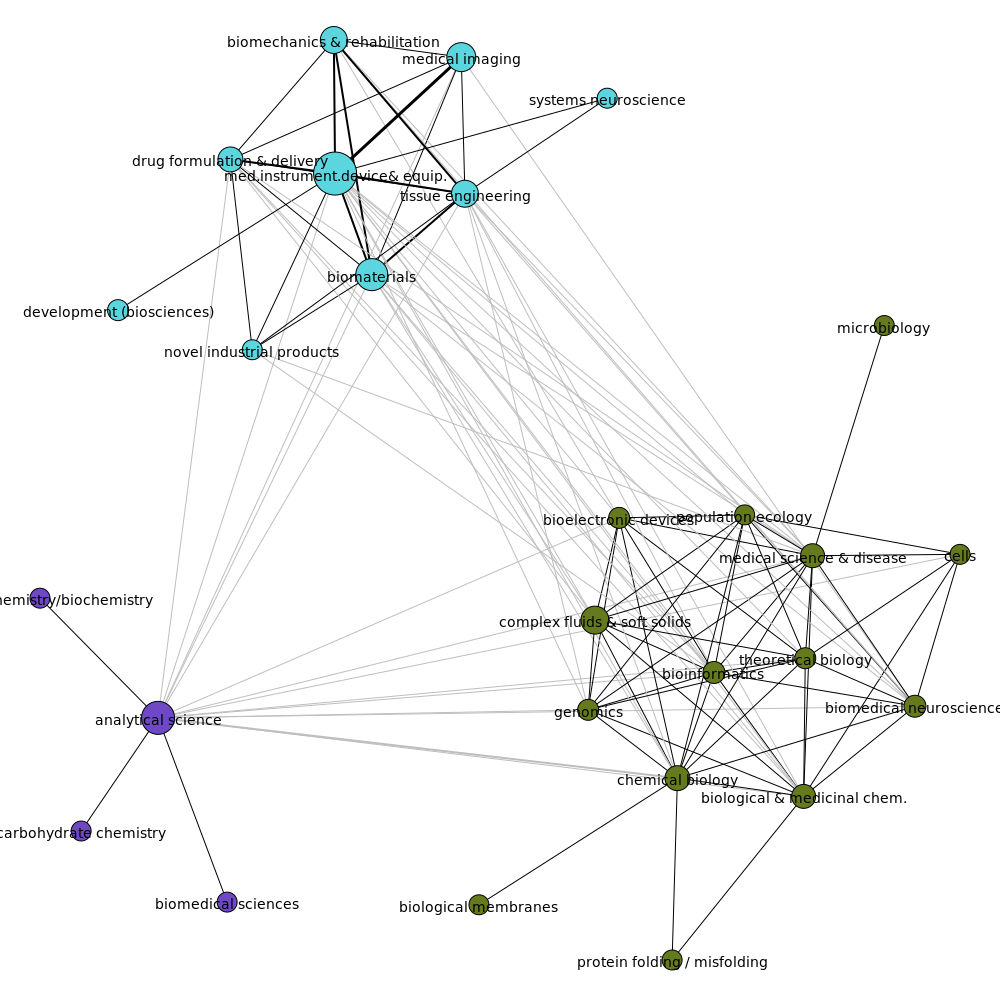 biomechanics & rehabilitation
medical imaging
systems neuroscience
drug formulation & delivery
med.instrument.device& equip.
tissue engineering
biomaterials
development (biosciences)
novel industrial products
microbiology
bioelectronic devices
population ecology
medical science & disease
cells
hemistry/biochemistry
complex fluids & soft solids
theoretical biology
bioinformatics
genomics
biomedical neuroscience
analytical science
chemical biology
biological & medicinal chem.
carbohydrate chemistry
biomedical sciences
biological membranes
protein folding / misfolding